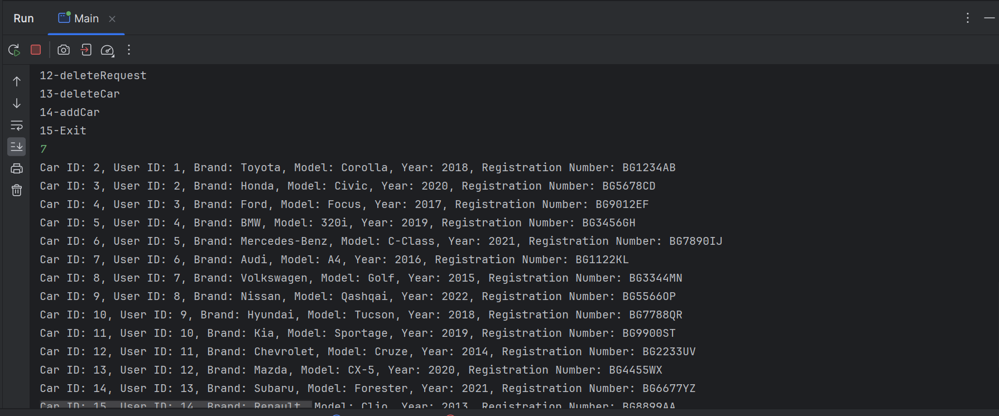 Run Main
12-deleteRequest
13-deleteCar
14-addCar
15-Exit
7
Car ID: 2, User ID: 1, Brand: Toyota, Model: Corolla, Year: 2018, Registration Number: BG1234AB
Car ID: 3, User ID: 2, Brand: Honda, Model: Civic, Year: 2020, Registration Number: BG5678CD
Car ID: 4, User ID: 3, Brand: Ford, Model: Focus, Year: 2017, Registration Number: BG9012EF
Car ID: 5, User ID: 4, Brand: BMW, Model: 320i, Year: 2019, Registration Number: BG3456GH
Car ID: 6, User ID: 5, Brand: Mercedes-Benz, Model: C-Class, Year: 2021, Registration Number: BG7890IJ
Car ID: 7, User ID: 6, Brand: Audi, Model: A4, Year: 2016, Registration Number: BG1122KL
Car ID: 8, User ID: 7, Brand: Volkswagen, Model: Golf, Year: 2015, Registration Number: BG3344MN
Car ID: 9, User ID: 8, Brand: Nissan, Model: Qashqai, Year: 2022, Registration Number: BG5566OP
Car ID: 10, User ID: 9, Brand: Hyundai, Model: Tucson, Year: 2018, Registration Number: BG7788QR
Car ID: 11, User ID: 10, Brand: Kia, Model: Sportage, Year: 2019, Registration Number: BG9900ST
Car ID: 12, User ID: 11, Brand: Chevrolet, Model: Cruze, Year: 2014, Registration Number: BG2233UV
Car ID: 13, User ID: 12, Brand: Mazda, Model: CX-5, Year: 2020, Registration Number: BG4455WX
Car ID: 14, User ID: 13, Brand: Subaru, Model: Forester, Year: 2021, Registration Number: BG6677YZ
Car ID: 15, User ID: 14, Brand: Renault, Model: Clio, Year: 2013, Registration Number: BG8899AA